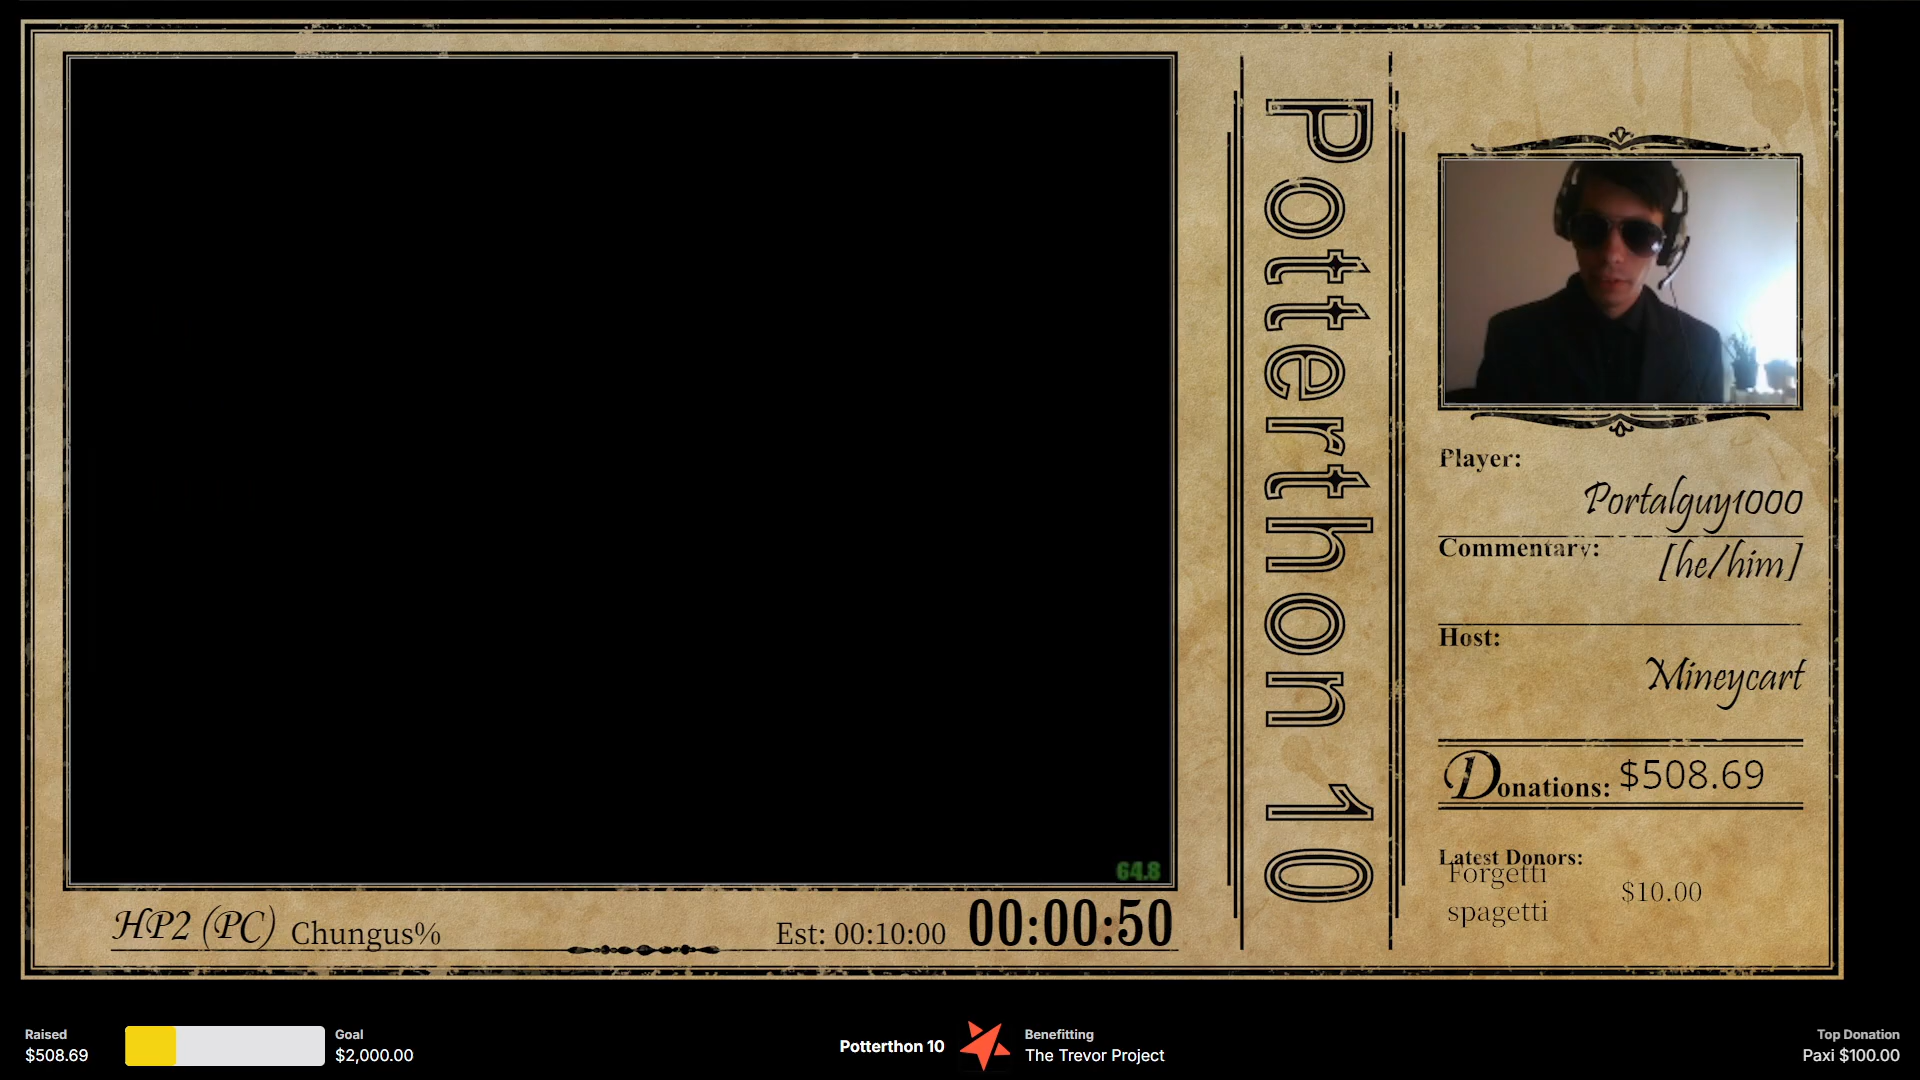 Potterthon 10
Player:
Portalguy1000
Commentary:
[he/him]
Host:
Mineycart
Donations: $508.69
Latest Donors:
Forgetti
spagetti
$10.00
64.8
HP2 (PC) Chungus% Est: 00:10:00 00:00:50
Raised
$508.69
Goal
$2,000.00
Potterthon 10
Benefitting
The Trevor Project
Top Donation
Paxi $100.00